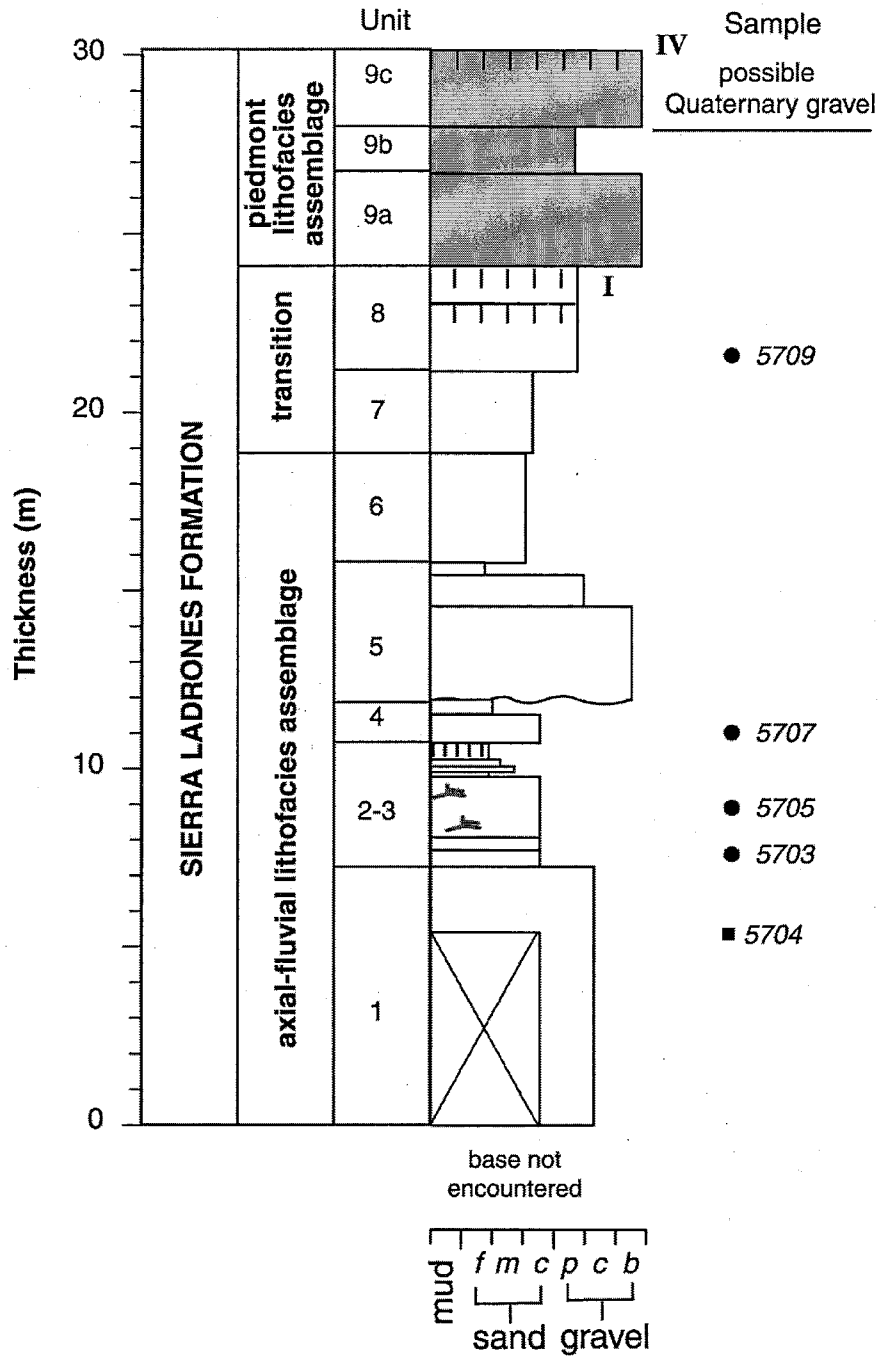 Unit
Sample
30
20
10
0
Thickness (m)
SIERRA LADRONES FORMATION
piedmont
lithofacies
assemblage
transition
axial-fluvial lithofacies assemblage
9c
9b
9a
8
7
6
5
4
2-3
1
IV
I
possible
Quaternary gravel
5709
5707
5705
5703
5704
base not
encountered
mud
f m c p c b
sand gravel